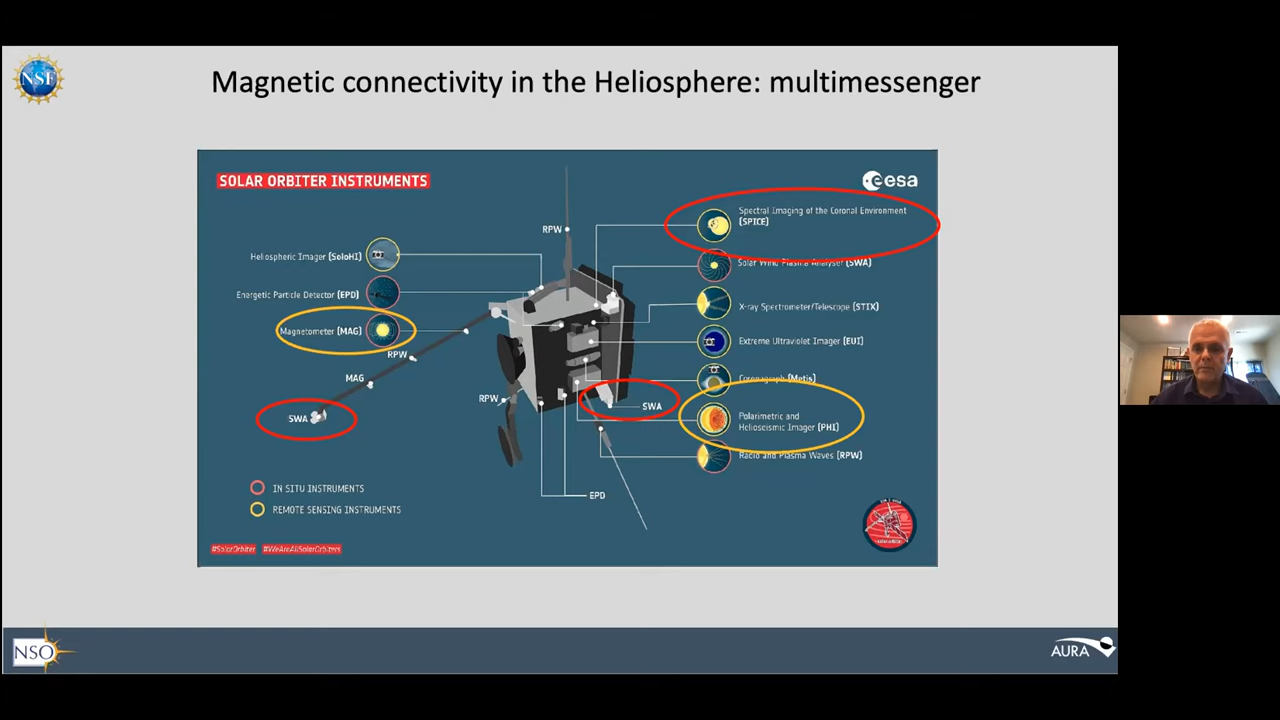 NSF
Magnetic connectivity in the Heliosphere: multimessenger
SOLAR ORBITER INSTRUMENTS
esa
RPW
Spectral Imaging of the Coronal Environment
(SPICE)
Heliospheric Imager (SoloHI)
Solar Wind Plasma Analyser (SWA)
Energetic Particle Detector (EPD)
X-ray Spectrometer/Telescope (STIX)
Magnetometer (MAG)
Extreme Ultraviolet Imager (EUI)
RPW
MAG
Coronagraph (Metis)
RPW
SWA
SWA
Polarimetric and
Helioseismic Imager (PHI)
Radio and Plasma Waves (RPW)
IN SITU INSTRUMENTS
EPD
REMOTE SENSING INSTRUMENTS
#SolarOrbiter #WeAreAllSolarOrbiters
NSO
AURA